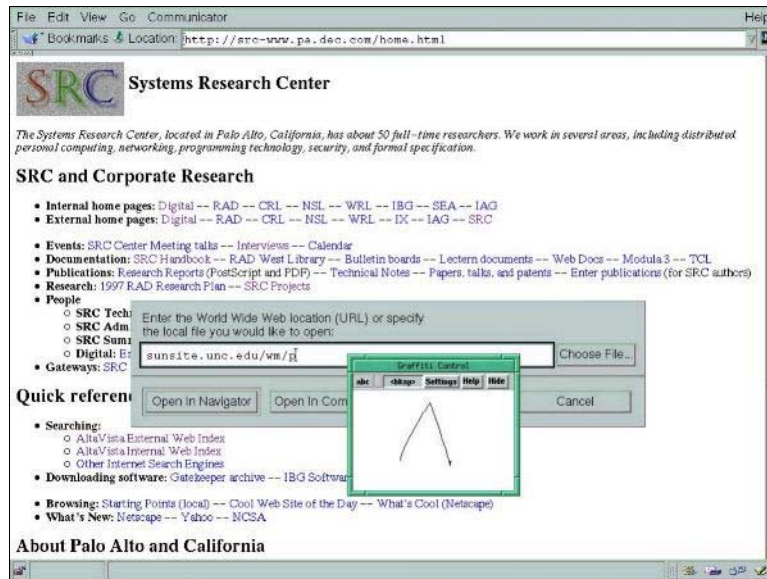 File Edit View Go Communicator Help
Bookmarks Location: http://src-www.pa.dec.com/home.html
SRC Systems Research Center
The Systems Research Center, located in Palo Alto, California, has about 50 full-time researchers. We work in several areas, including distributed
personal computing, networking, programming technology, security, and formal specification.
SRC and Corporate Research
• Internal home pages: Digital -- RAD -- CRL -- NSL -- WRL -- IBG -- SEA -- IAG
• External home pages: Digital -- RAD -- CRL -- NSL -- WRL -- IX -- IAG -- SRC
• Events: SRC Center Meeting talks -- Interviews -- Calendar
• Documentation: SRC Handbook -- RAD West Library -- Bulletin boards -- Lectern documents -- Web Docs -- Modula 3 -- TCL
• Publications: Research Reports (PostScript and PDF) -- Technical Notes -- Papers, talks, and patents -- Enter publications (for SRC authors)
• Research: 1997 RAD Research Plan -- SRC Projects
• People
o SRC Tech
o SRC Adm
o SRC Sum
o Digital:
• Gateways: SRC
Enter the World Wide Web location (URL) or specify
the local file you would like to open:
sunsite.unc.edu/wm/p
Choose File...
Open In Navigator Open In Com Cancel
Graffiti Control
abc <bksp> Settings Help Hide
Quick referen
• Searching:
o AltaVista External Web Index
o AltaVista Internal Web Index
o Other Internet Search Engines
• Downloading software: Gatekeeper archive -- IBG Softwar
• Browsing: Starting Points (local) -- Cool Web Site of the Day -- What's Cool (Netscape)
• What's New: Netscape -- Yahoo -- NCSA
About Palo Alto and California